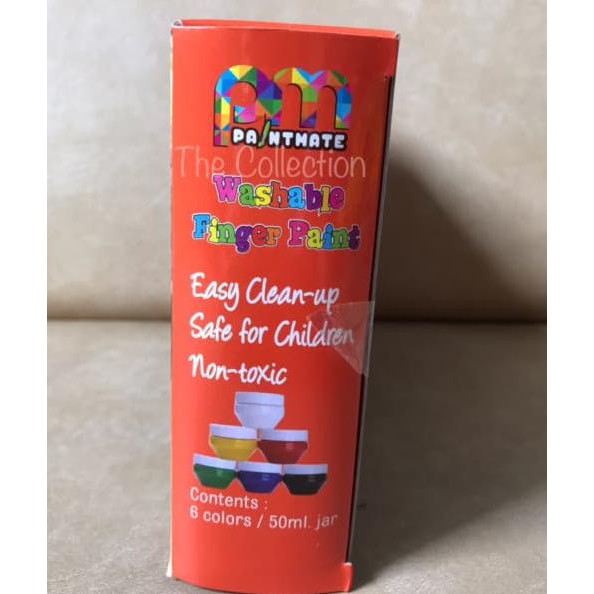 pm
PAINTMATE
The Collection
Washable
Finger Paint
Easy Clean-up
Safe for Children
Non-toxic
Contents :
6 colors / 50ml. jar